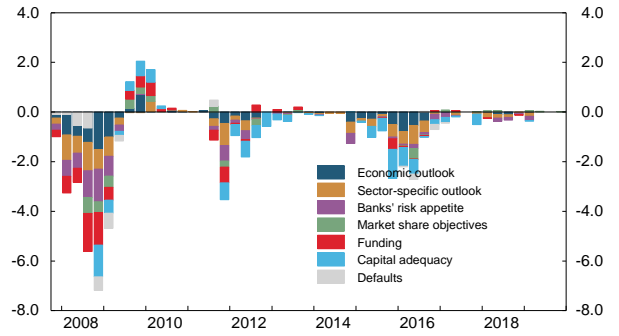 4.0 4.0
2.0 2.0
0.0 0.0
-2.0 -2.0
Economic outlook
Sector-specific outlook
Banks' risk appetite
-4.0 -4.0
Market share objectives
Funding
Capital adequacy
-6.0 -6.0
Defaults
-8.0 -8.0
2008 2010 2012 2014 2016 2018